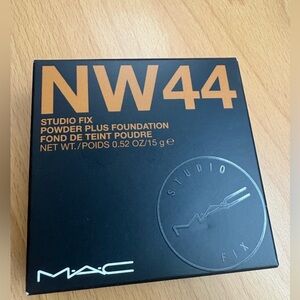 NW44
STUDIO FIX
POWDER PLUS FOUNDATION
FOND DE TEINT POUDRE
NET WT./POIDS 0.52 OZ/15 g e
STUDIO
MAC
FIX
M·A·C